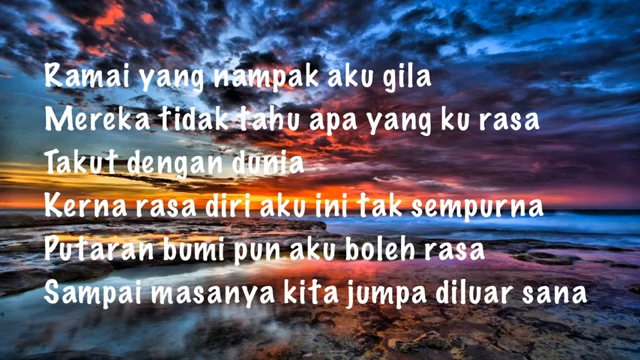 Ramai yang nampak aku gila
Mereka tidak tahu apa yang ku rasa
Takut dengan dunia
Kerna rasa diri aku ini tak sempurna
Putaran bumi pun aku boleh rasa
Sampai masanya kita jumpa diluar sana